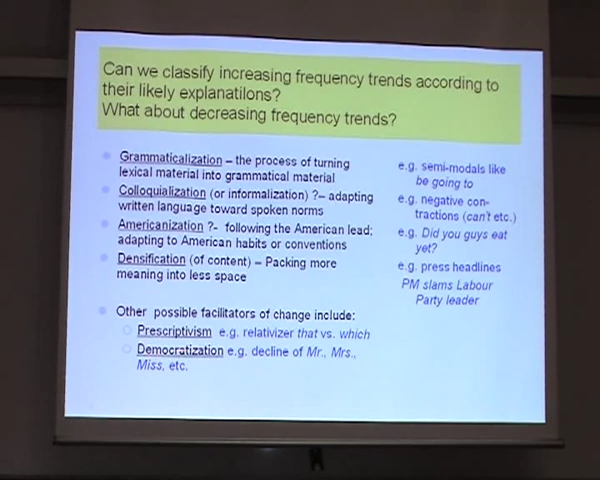 Can we classify increasing frequency trends according to
their likely explanatilons?
What about decreasing frequency trends?
Grammaticalization – the process of turning
lexical material into grammatical material
Colloquialization (or informalization) ?– adapting
written language toward spoken norms
Americanization ?- following the American lead;
adapting to American habits or conventions
Densification (of content) – Packing more
meaning into less space
e.g. semi-modals like
be going to
e.g. negative con-
tractions (can't etc.)
e.g. Did you guys eat
yet?
e.g. press headlines
PM slams Labour
Party leader
Other possible facilitators of change include:
Prescriptivism e.g. relativizer that vs. which
Democratization e.g. decline of Mr., Mrs.,
Miss, etc.